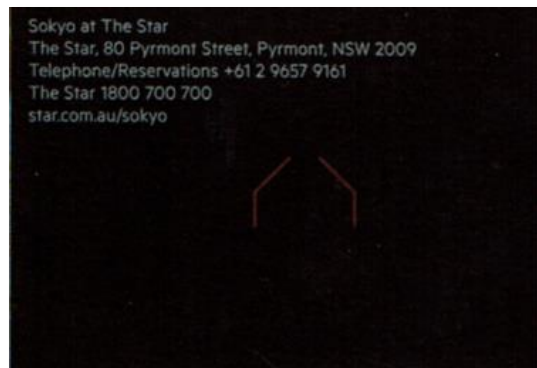 Sokyo at The Star
The Star, 80 Pyrmont Street, Pyrmont, NSW 2009
Telephone/Reservations +61 2 9657 9161
The Star 1800 700 700
star.com.au/sokyo